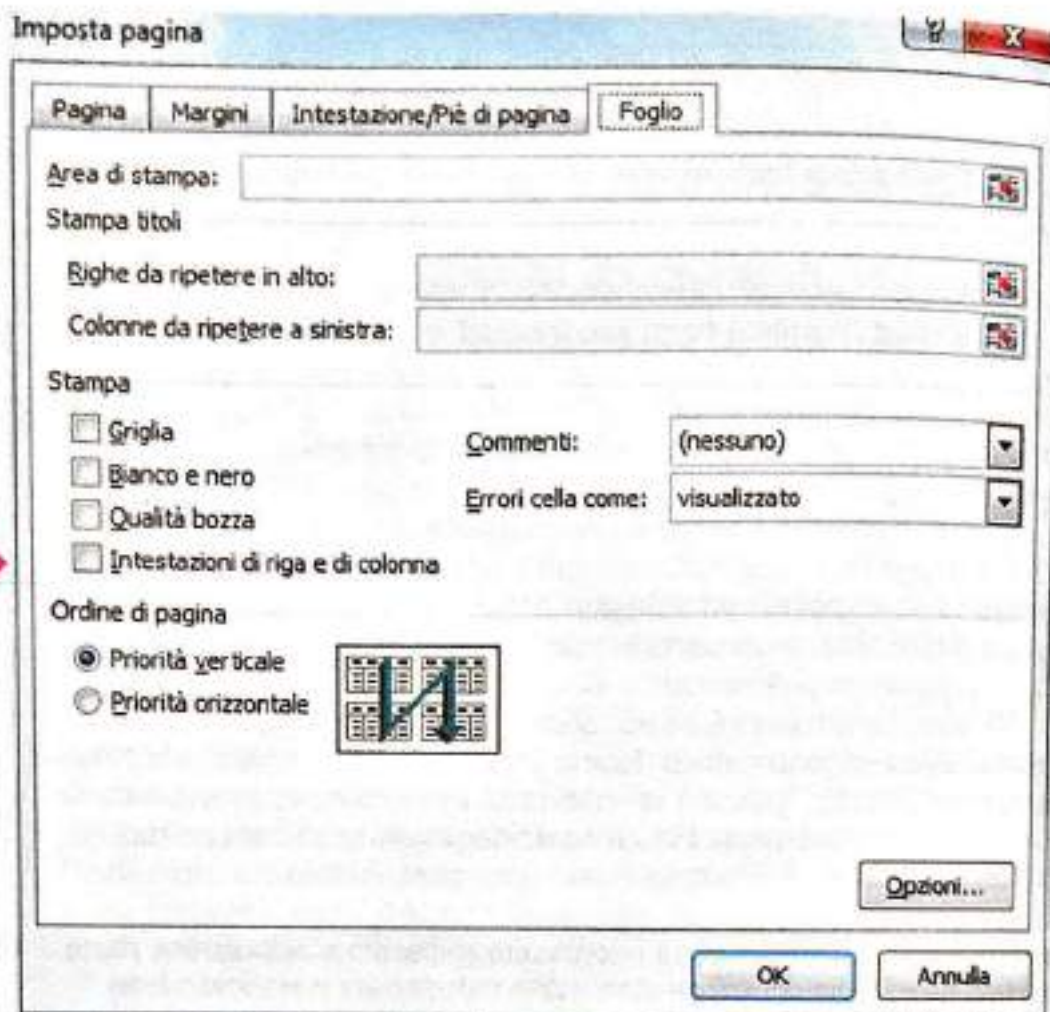 Imposta pagina
Pagina Margini Intestazione/Piè di pagina Foglio
Area di stampa:
Stampa titoli
Righe da ripetere in alto:
Colonne da ripetere a sinistra:
Stampa
Griglia
Commenti: (nessuno)
Bianco e nero
Errori cella come: visualizzato
Qualità bozza
Intestazioni di riga e di colonna
Ordine di pagina
Priorità verticale
Priorità orizzontale
Opzioni...
OK Annulla